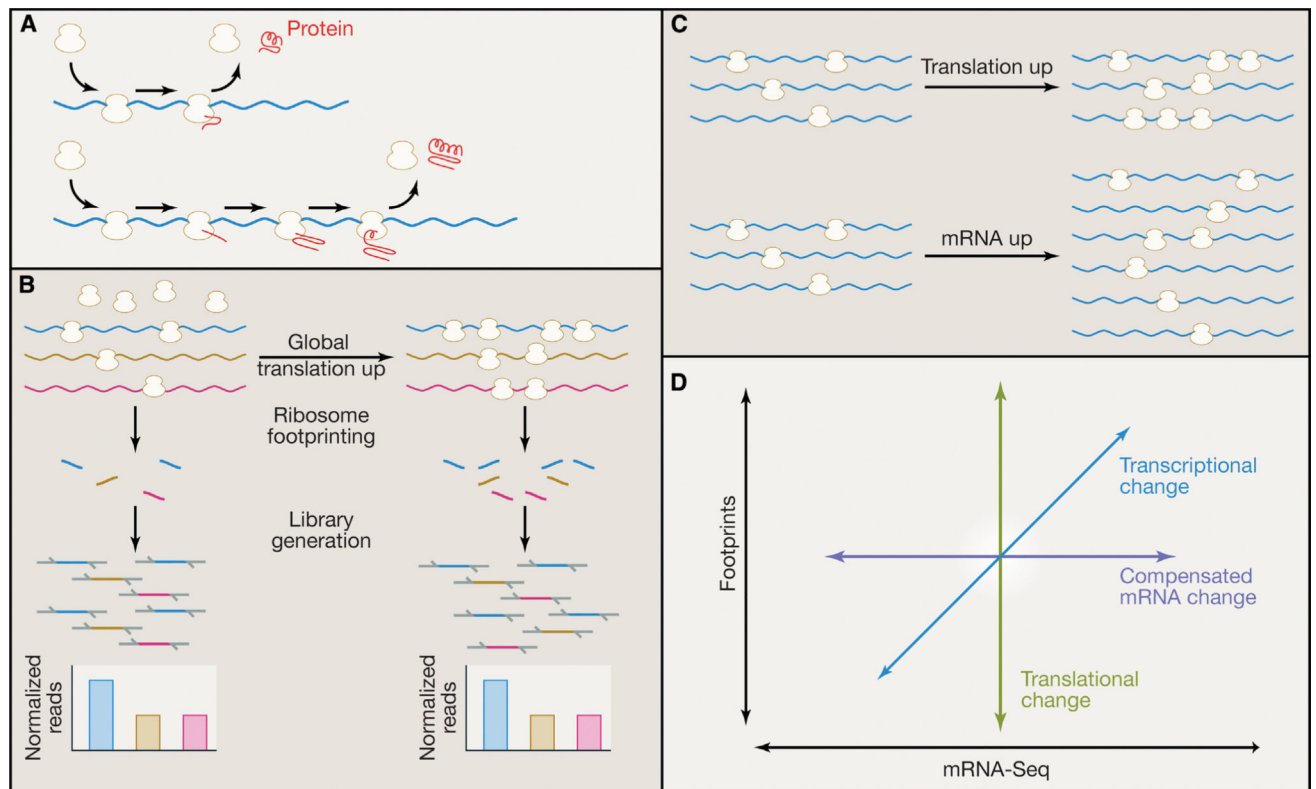 A
Protein
B
Global
translation up
Ribosome
footprinting
Library
generation
Normalized
reads
Normalized
reads
C
Translation up
mRNA up
D
Footprints
Transcriptional
change
Compensated
mRNA change
Translational
change
mRNA-Seq